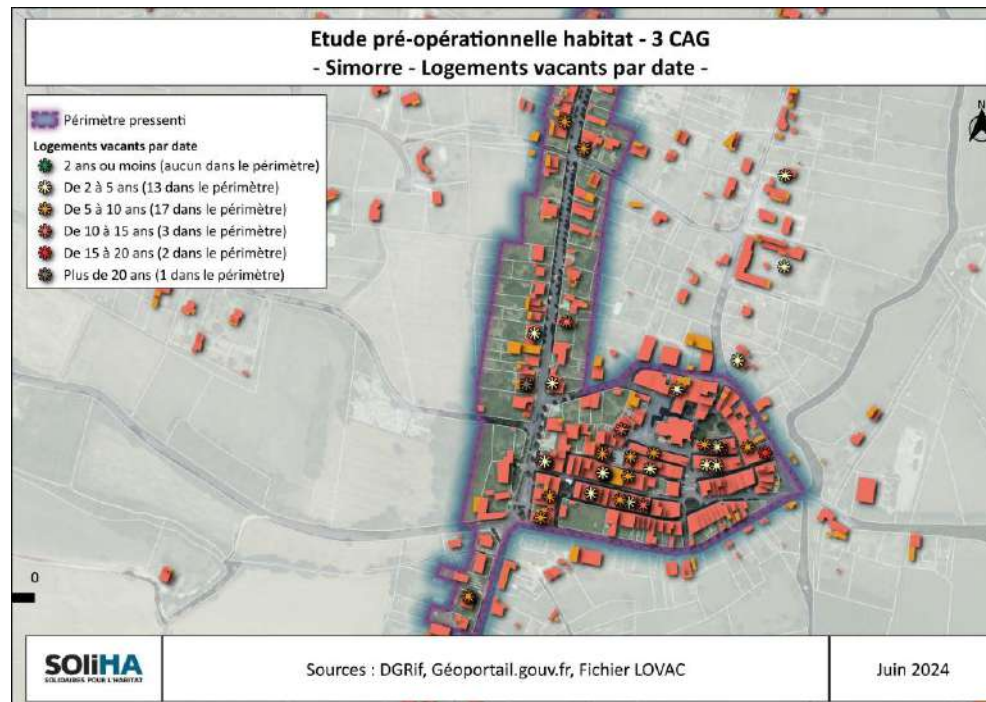 Etude pré-opérationnelle habitat - 3 CAG
- Simorre - Logements vacants par date -
N
Périmètre pressenti
Logements vacants par date
2 ans ou moins (aucun dans le périmètre)
De 2 à 5 ans (13 dans le périmètre)
De 5 à 10 ans (17 dans le périmètre)
De 10 à 15 ans (3 dans le périmètre)
De 15 à 20 ans (2 dans le périmètre)
Plus de 20 ans (1 dans le périmètre)
0
SOliHA
SOLIDAIRES POUR L'HABITAT
Sources : DGRif, Géoportail.gouv.fr, Fichier LOVAC
Juin 2024